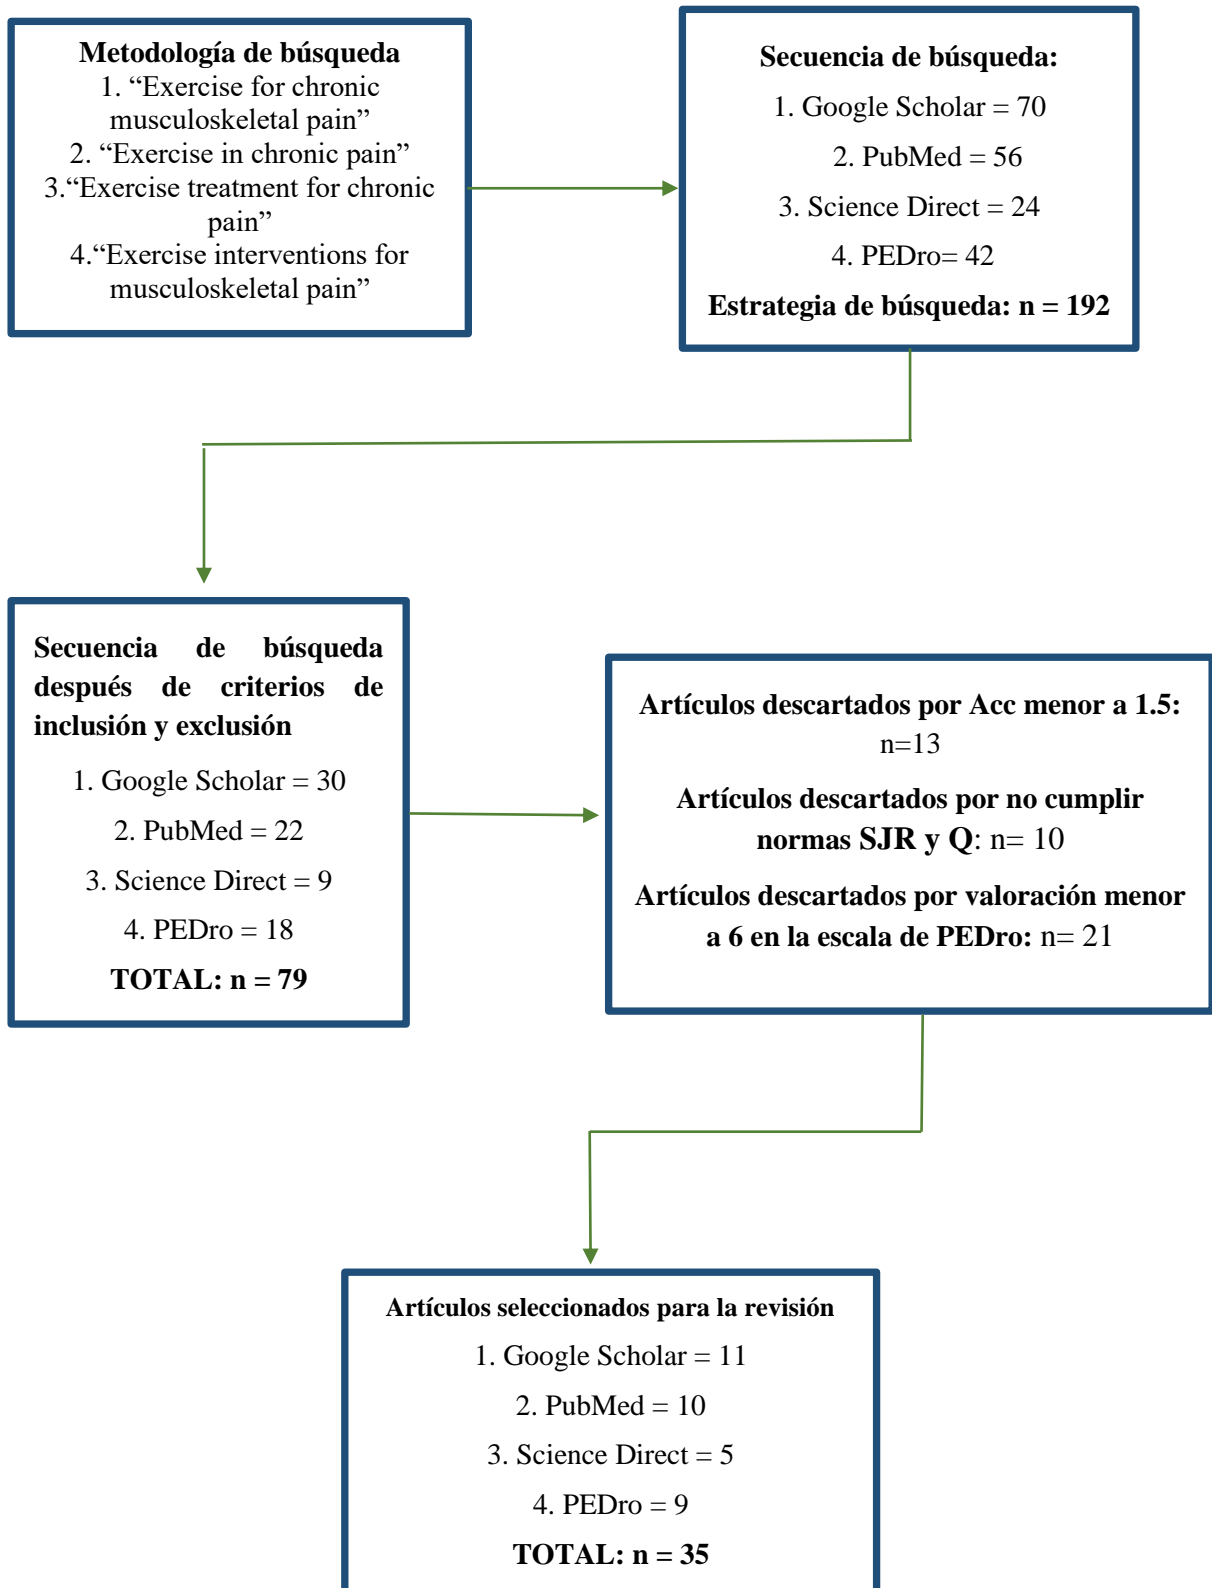 Metodología de búsqueda
1. “Exercise for chronic
musculoskeletal pain”
2. “Exercise in chronic pain”
3.“Exercise treatment for chronic
pain”
4.“Exercise interventions for
musculoskeletal pain”
Secuencia de búsqueda:
1. Google Scholar = 70
2. PubMed = 56
3. Science Direct = 24
4. PEDro= 42
Estrategia de búsqueda: n = 192
Secuencia de búsqueda
después de criterios de
inclusión y exclusión
1. Google Scholar = 30
2. PubMed = 22
3. Science Direct = 9
4. PEDro = 18
TOTAL: n = 79
Artículos descartados por Acc menor a 1.5:
n=13
Artículos descartados por no cumplir
normas SJR y Q: n= 10
Artículos descartados por valoración menor
a 6 en la escala de PEDro: n= 21
Artículos seleccionados para la revisión
1. Google Scholar = 11
2. PubMed = 10
3. Science Direct = 5
4. PEDro = 9
TOTAL: n = 35